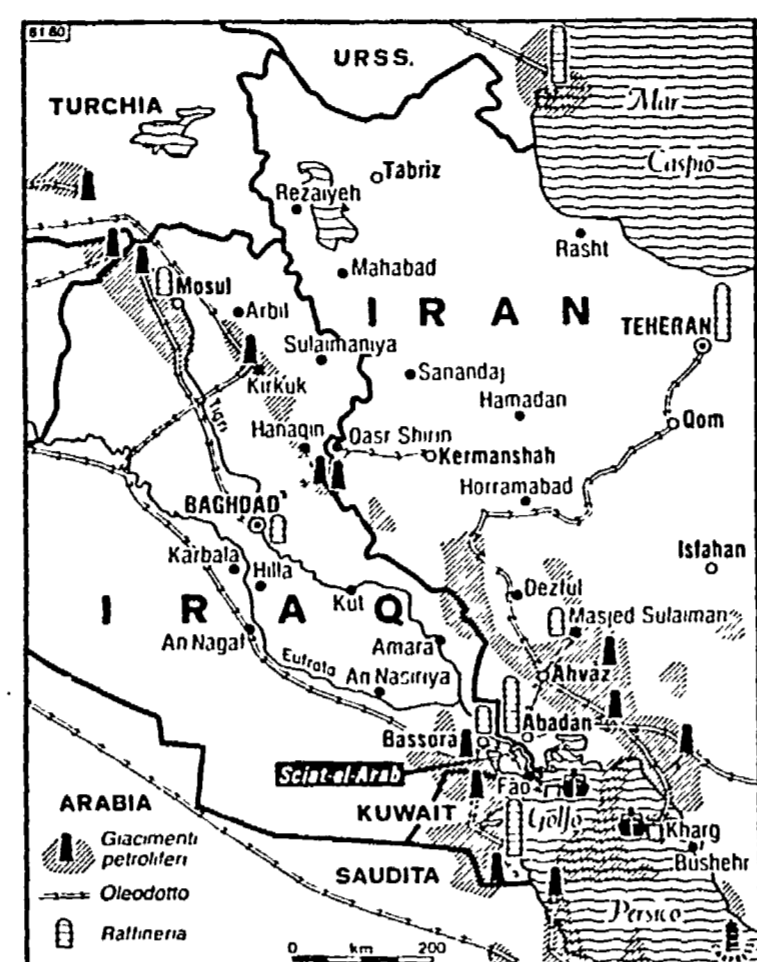 URSS.
TURCHIA
Mar
Caspio
Tabriz
Rezaiyeh
Rasht
Mahabad
IRAN
Mosul
Arbil
TEHERAN
Sulaimaniya
Sanandaj
Kirkuk
Hamadan
Tigri
Qom
Hanaqin
Qasr Shirin
Kermanshah
Horramabad
BAGHDAD
Isfahan
Karbala
Hilla
Dezful
IRAQ
Kut
Masjed Sulaiman
An Nagaf
Amara
Eufrate
An Nasiriya
Ahvaz
Abadan
Bassora
Sciat-el-Arab
Fao
ARABIA
KUWAIT
Golfo
Kharg
Giacimenti
petroliferi
Bushehr
SAUDITA
Oleodotto
Persico
Raffineria
0 km 200